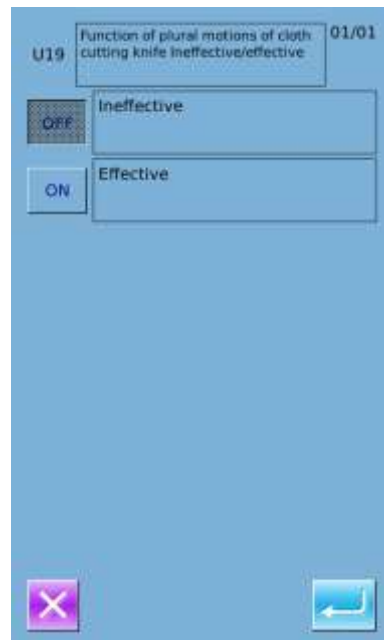 U19
Function of plural motions of cloth
cutting knife Ineffective/effective
01/01
OFF
Ineffective
ON
Effective